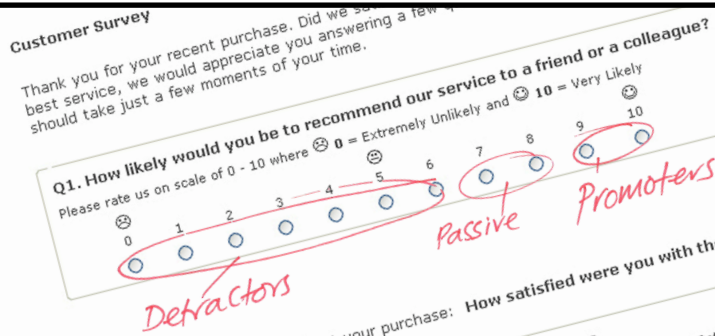 Customer Survey
Thank you for your recent purchase. Did we
best service, we would appreciate you answering a few
should take just a few moments of your time.
Q1. How likely would you be to recommend our service to a friend or a colleague?
Please rate us on scale of 0 - 10 where 0 = Extremely Unlikely and 10 = Very Likely
0 1 2 3 4 5 6 7 8 9 10
Detractors Passive Promoters
your purchase: How satisfied were you with